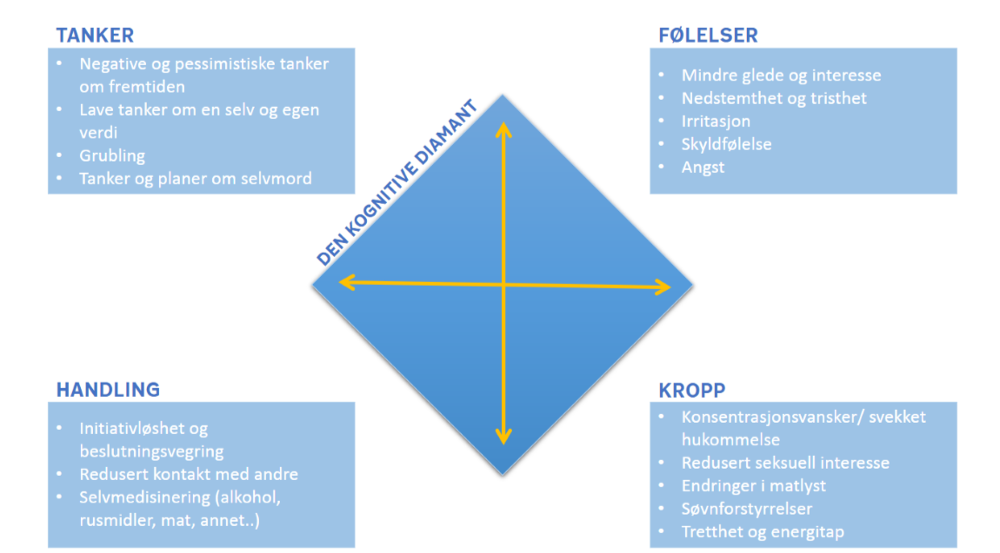 TANKER
• Negative og pessimistiske tanker
om fremtiden
• Lave tanker om en selv og egen
verdi
• Grubling
• Tanker og planer om selvmord
FØLELSER
• Mindre glede og interesse
• Nedstemthet og tristhet
• Irritasjon
• Skyldfølelse
• Angst
DEN KOGNITIVE DIAMANT
HANDLING
• Initiativløshet og
beslutningsvegring
• Redusert kontakt med andre
• Selvmedisinering (alkohol,
rusmidler, mat, annet..)
KROPP
• Konsentrasjonsvansker/ svekket
hukommelse
• Redusert seksuell interesse
• Endringer i matlyst
• Søvnforstyrrelser
• Tretthet og energitap